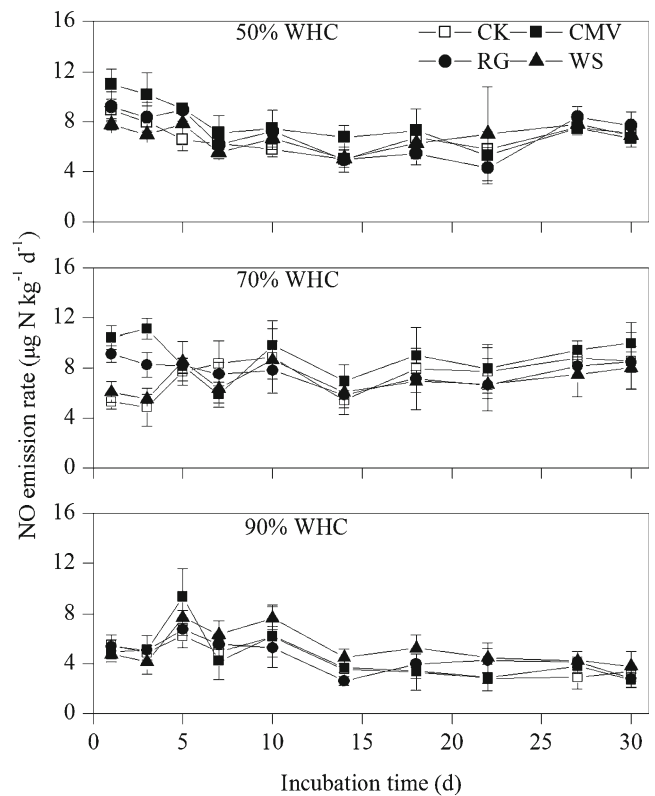 50% WHC
CK CMV
RG WS
16
12
8
4
0
70% WHC
16
12
8
4
0
90% WHC
16
12
8
4
0
0 5 10 15 20 25 30
NO emission rate (µg N kg⁻¹ d⁻¹)
Incubation time (d)